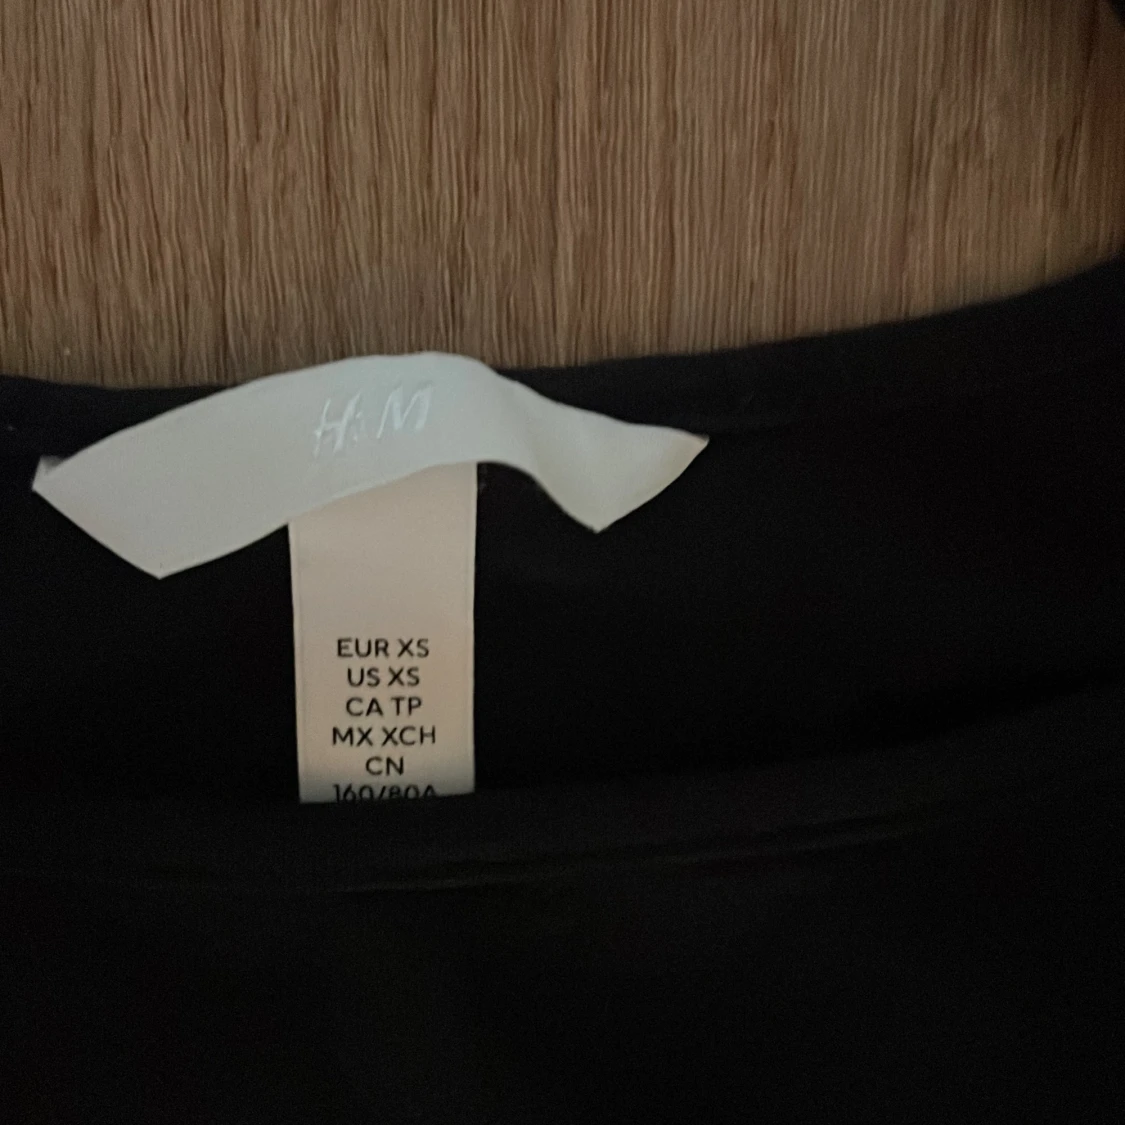 H&M
EUR XS
US XS
CA TP
MX XCH
CN
160/80A